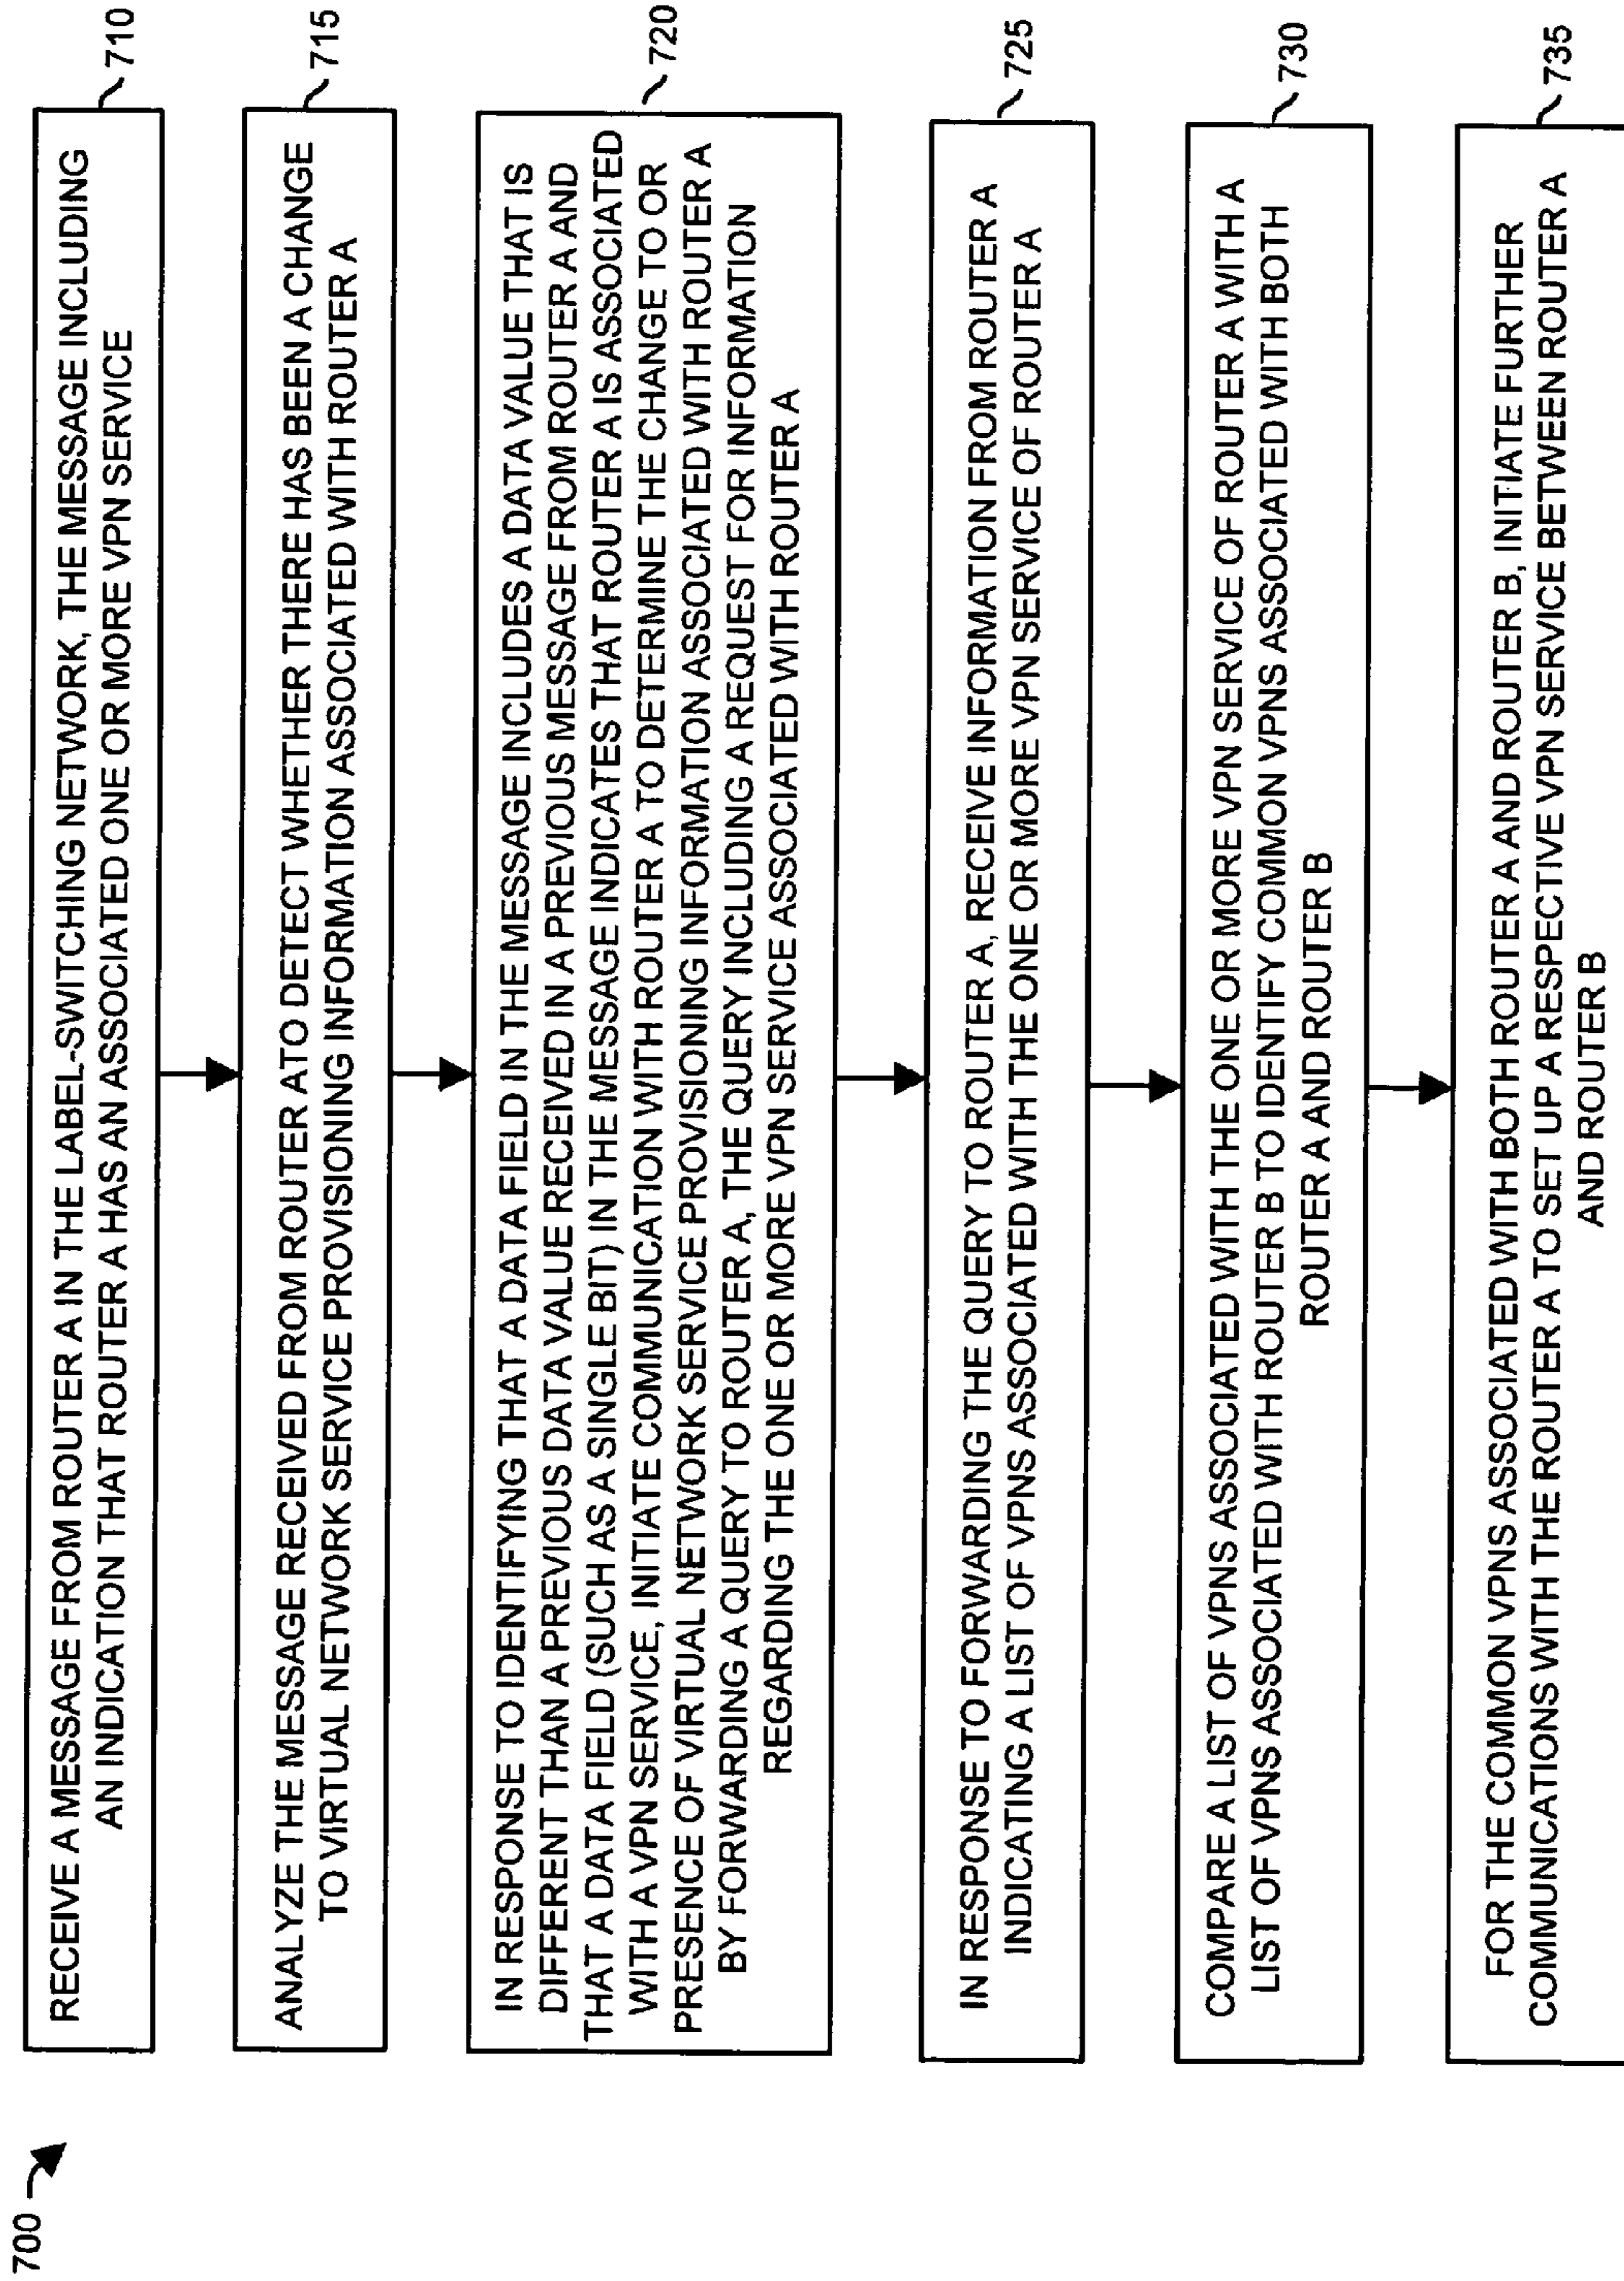 700
RECEIVE A MESSAGE FROM ROUTER A IN THE LABEL-SWITCHING NETWORK, THE MESSAGE INCLUDING
AN INDICATION THAT ROUTER A HAS AN ASSOCIATED ONE OR MORE VPN SERVICE
710
ANALYZE THE MESSAGE RECEIVED FROM ROUTER ATO DETECT WHETHER THERE HAS BEEN A CHANGE
TO VIRTUAL NETWORK SERVICE PROVISIONING INFORMATION ASSOCIATED WITH ROUTER A
715
IN RESPONSE TO IDENTIFYING THAT A DATA FIELD IN THE MESSAGE INCLUDES A DATA VALUE THAT IS
DIFFERENT THAN A PREVIOUS DATA VALUE RECEIVED IN A PREVIOUS MESSAGE FROM ROUTER A AND
THAT A DATA FIELD (SUCH AS A SINGLE BIT) IN THE MESSAGE INDICATES THAT ROUTER A IS ASSOCIATED
WITH A VPN SERVICE, INITIATE COMMUNICATION WITH ROUTER A TO DETERMINE THE CHANGE TO OR
PRESENCE OF VIRTUAL NETWORK SERVICE PROVISIONING INFORMATION ASSOCIATED WITH ROUTER A
BY FORWARDING A QUERY TO ROUTER A, THE QUERY INCLUDING A REQUEST FOR INFORMATION
REGARDING THE ONE OR MORE VPN SERVICE ASSOCIATED WITH ROUTER A
720
IN RESPONSE TO FORWARDING THE QUERY TO ROUTER A, RECEIVE INFORMATION FROM ROUTER A
INDICATING A LIST OF VPNS ASSOCIATED WITH THE ONE OR MORE VPN SERVICE OF ROUTER A
725
COMPARE A LIST OF VPNS ASSOCIATED WITH THE ONE OR MORE VPN SERVICE OF ROUTER A WITH A
LIST OF VPNS ASSOCIATED WITH ROUTER B TO IDENTIFY COMMON VPNS ASSOCIATED WITH BOTH
ROUTER A AND ROUTER B
730
FOR THE COMMON VPNS ASSOCIATED WITH BOTH ROUTER A AND ROUTER B, INITIATE FURTHER
COMMUNICATIONS WITH THE ROUTER A TO SET UP A RESPECTIVE VPN SERVICE BETWEEN ROUTER A
AND ROUTER B
735